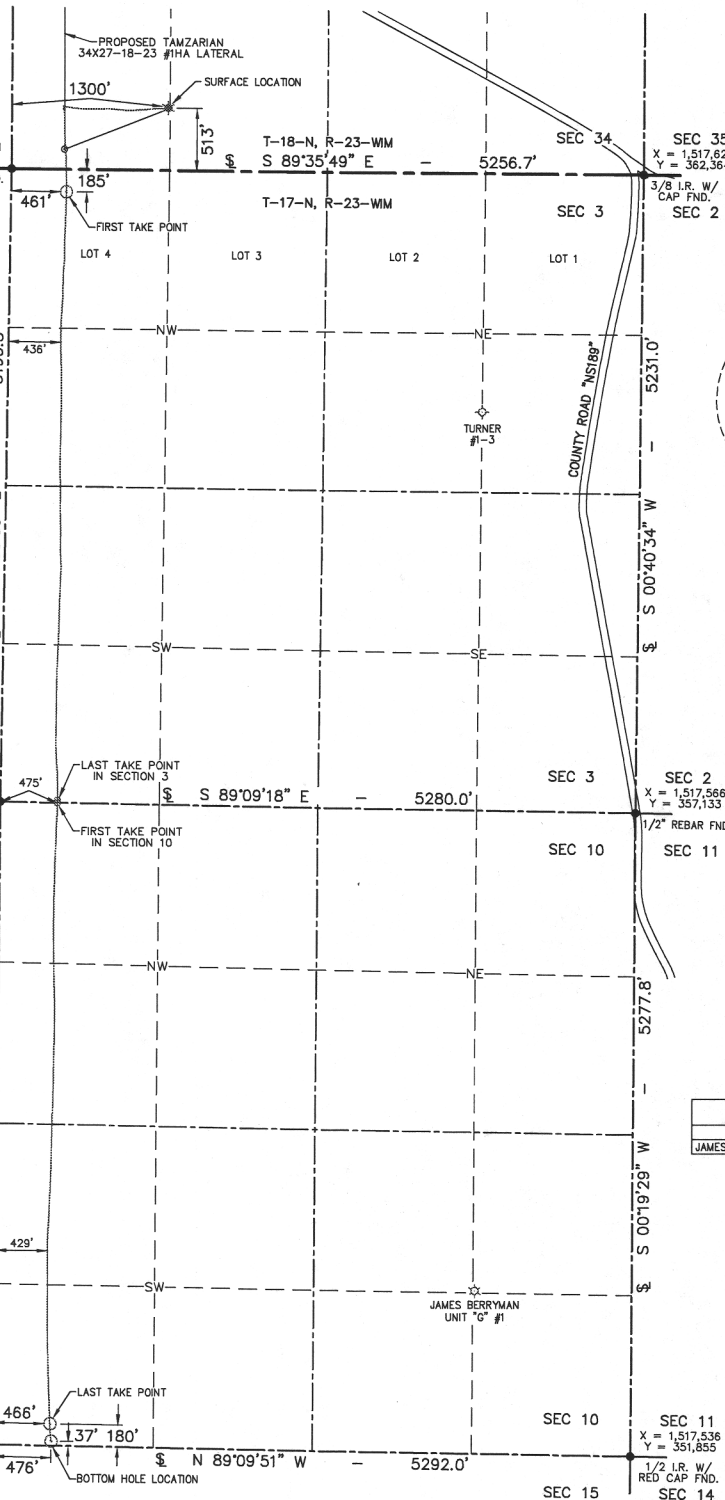 PROPOSED TAMZARIAN
34X27-18-23 #1HA LATERAL
SURFACE LOCATION
1300'
513'
T-18-N, R-23-WIM
SEC 34
SEC 35
S 89°35'49" E - 5256.7'
X = 1,517,62
Y = 362,36
3/8 I.R. W/
CAP FND.
185'
461'
T-17-N, R-23-WIM
SEC 3
SEC 2
FIRST TAKE POINT
LOT 4
LOT 3
LOT 2
LOT 1
NW
NE
436'
5231.0'
COUNTY ROAD "NS189"
TURNER
#1-3
S 00°40'34" W -
SW
SE
LAST TAKE POINT
IN SECTION 3
475'
SEC 3
SEC 2
S 89°09'18" E - 5280.0'
X = 1,517,566
Y = 357,133
1/2" REBAR FND
FIRST TAKE POINT
IN SECTION 10
SEC 10
SEC 11
NW
NE
5277.8'
JAMES
S 00°19'29" W -
429'
SW
JAMES BERRYMAN
UNIT "G" #1
LAST TAKE POINT
466'
37' 180'
SEC 10
SEC 11
X = 1,517,536
Y = 351,855
N 89°09'51" W - 5292.0'
1/2 I.R. W/
RED CAP FND.
476'
BOTTOM HOLE LOCATION
SEC 15
SEC 14